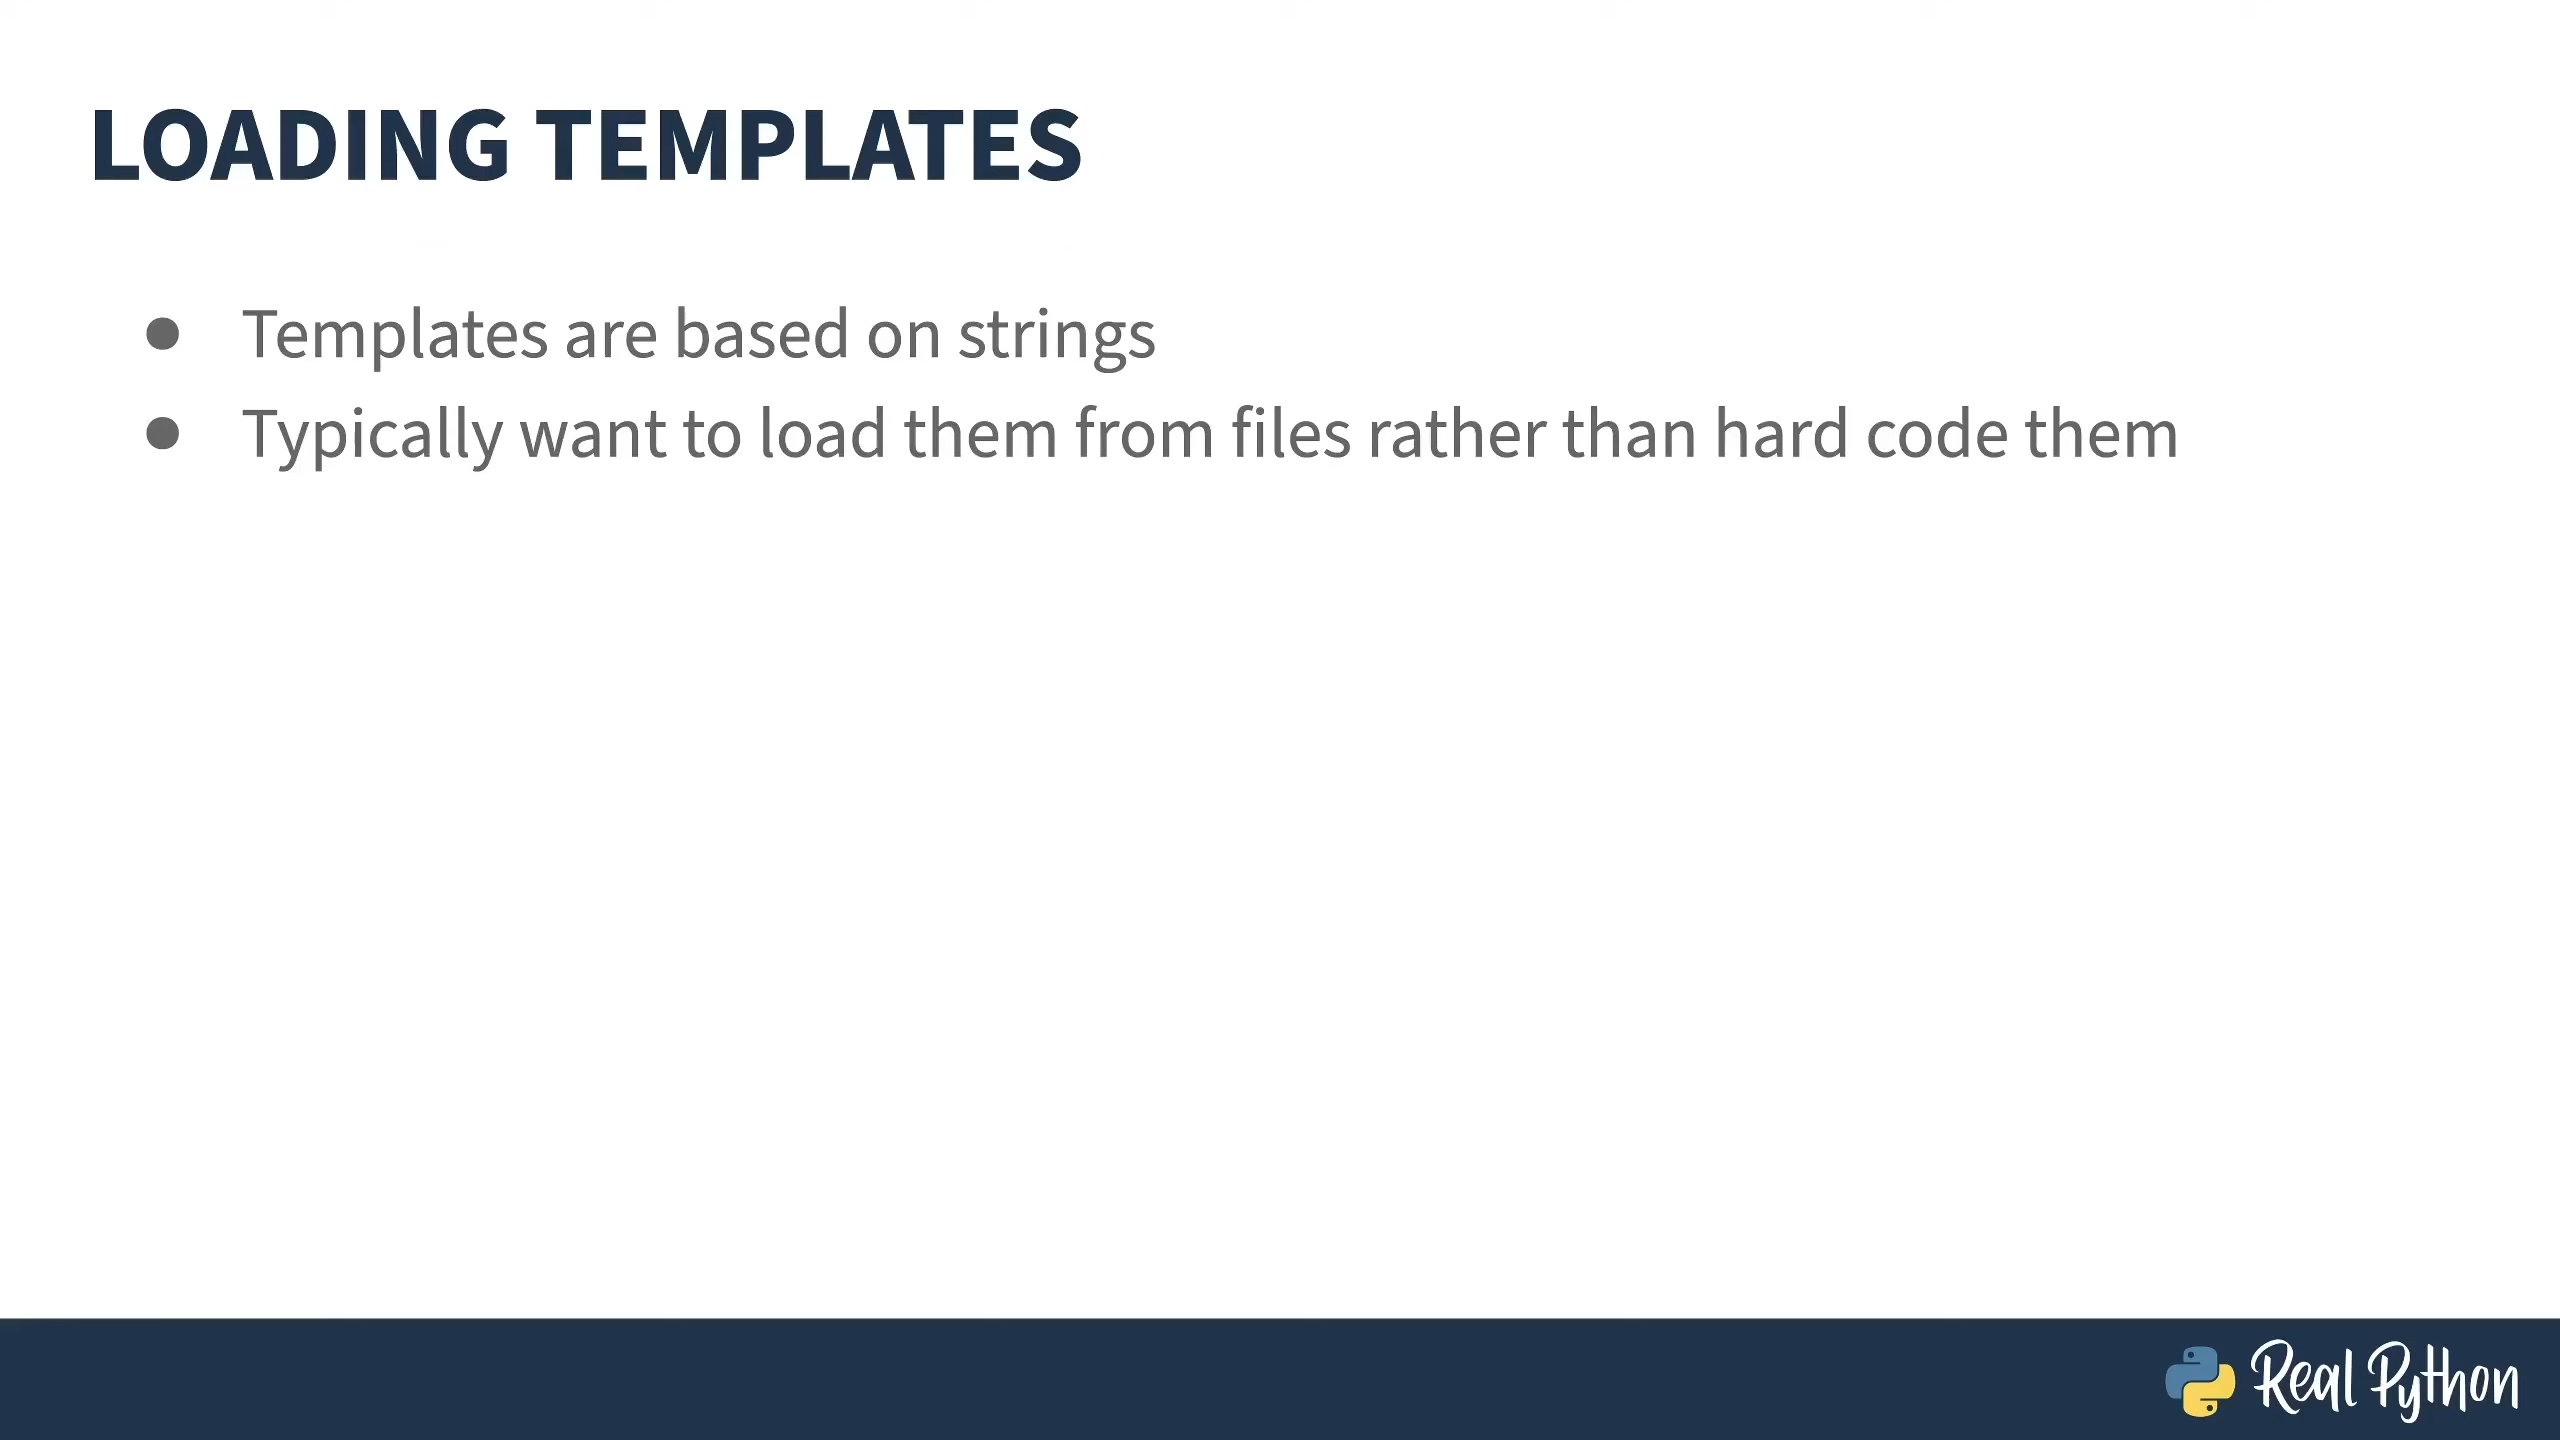 LOADING TEMPLATES
● Templates are based on strings
● Typically want to load them from files rather than hard code them
Real Python